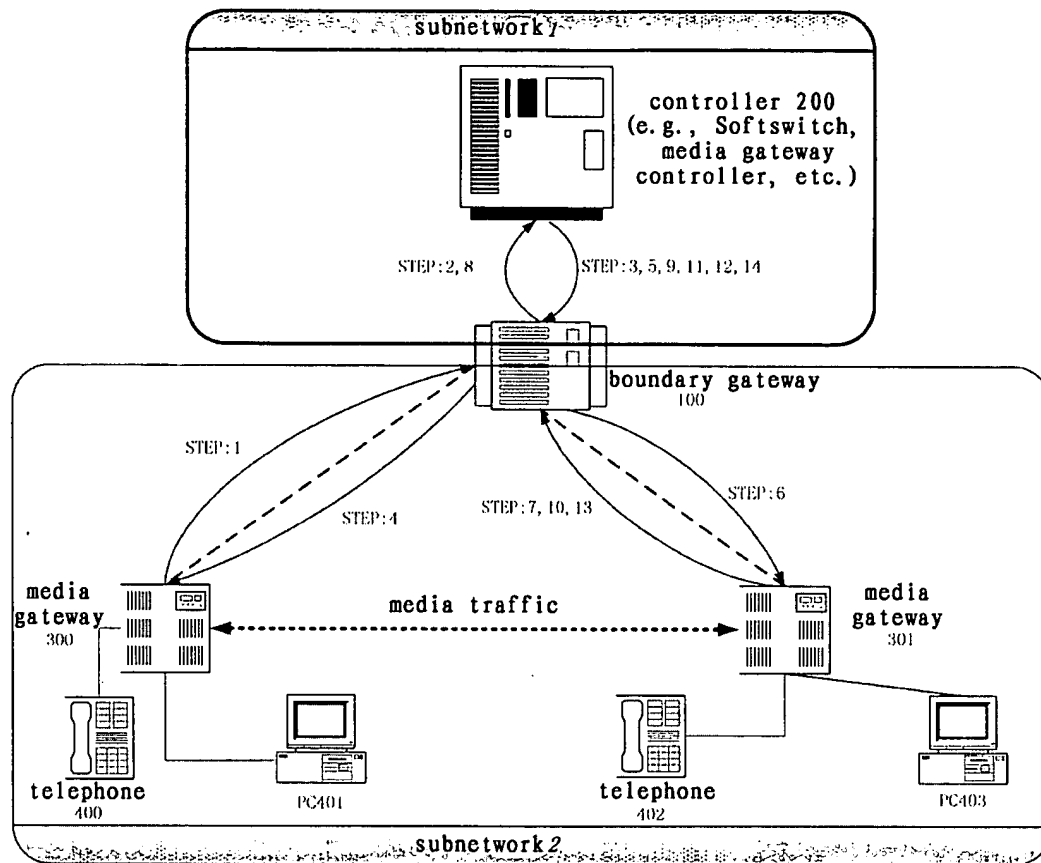 subnetwork1
controller 200
(e.g., Softswitch,
media gateway
controller, etc.)
STEP:2, 8
STEP:3, 5, 9, 11, 12, 14
boundary gateway
100
STEP:1
STEP:4
STEP:7, 10, 13
STEP:6
media
gateway
300
media traffic
media
gateway
301
telephone
400
PC401
telephone
402
PC403
subnetwork2